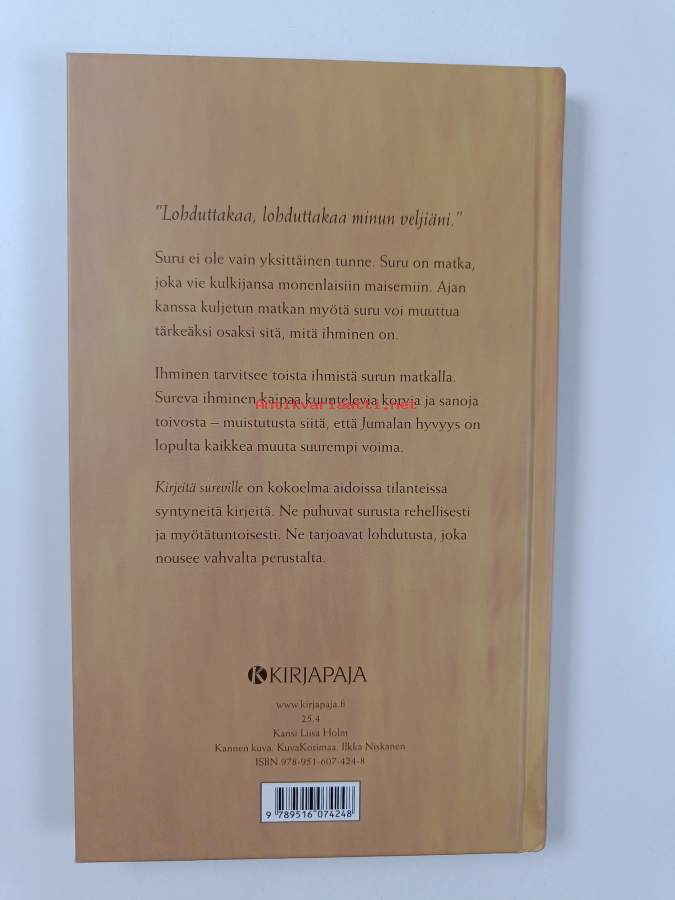 "Lohduttakaa, lohduttakaa minun veljiäni."
Suru ei ole vain yksittäinen tunne. Suru on matka,
joka vie kulkijansa monenlaisiin maisemiin. Ajan
kanssa kuljetun matkan myötä suru voi muuttua
tärkeäksi osaksi sitä, mitä ihminen on.
Ihminen tarvitsee toista ihmistä surun matkalla.
Sureva ihminen kaipaa kuuntelevia korvia ja sanoja
Antikvariaatti.net
toivosta – muistutusta siitä, että Jumalan hyvyys on
lopulta kaikkea muuta suurempi voima.
Kirjeitä sureville on kokoelma aidoissa tilanteissa
syntyneitä kirjeitä. Ne puhuvat surusta rehellisesti
ja myötätuntoisesti. Ne tarjoavat lohdutusta, joka
nousee vahvalta perustalta.
KIRJAPAJA
www.kirjapaja.fi
25.4
Kansi Liisa Holm
Kannen kuva: KuvaKotimaa, Ilkka Niskanen
ISBN 978-951-607-424-8
9 789516 074248